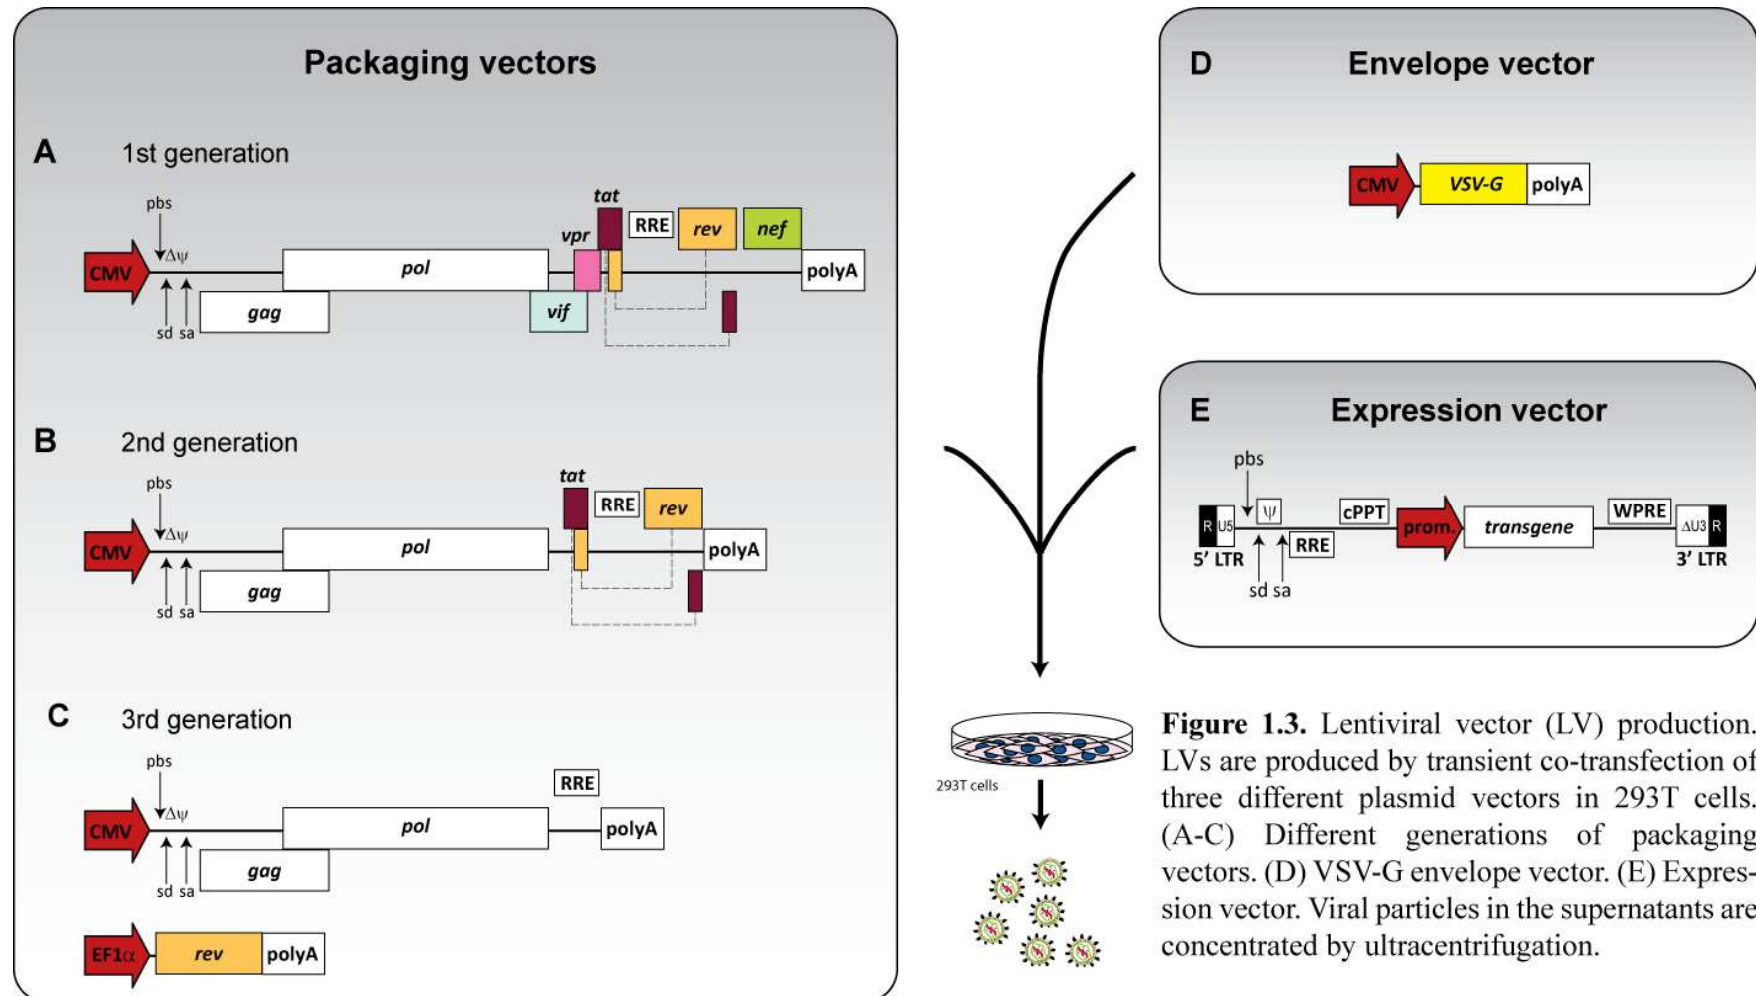 Packaging vectors
A 1st generation
pbs
Δψ
CMV
sd
sa
gag
pol
vif
vpr
tat
RRE
rev
nef
polyA
B 2nd generation
pbs
Δψ
CMV
sd
sa
gag
pol
tat
RRE
rev
polyA
C 3rd generation
pbs
Δψ
CMV
sd
sa
gag
pol
RRE
polyA
EF1α
rev
polyA
D Envelope vector
CMV
VSV-G
polyA
E Expression vector
pbs
R
U5
ψ
RRE
cPPT
prom.
transgene
WPRE
ΔU3
R
5’ LTR
sd sa
3’ LTR
293T cells
Figure 1.3. Lentiviral vector (LV) production.
LVs are produced by transient co-transfection of
three different plasmid vectors in 293T cells.
(A-C) Different generations of packaging
vectors. (D) VSV-G envelope vector. (E) Expres-
sion vector. Viral particles in the supernatants are
concentrated by ultracentrifugation.